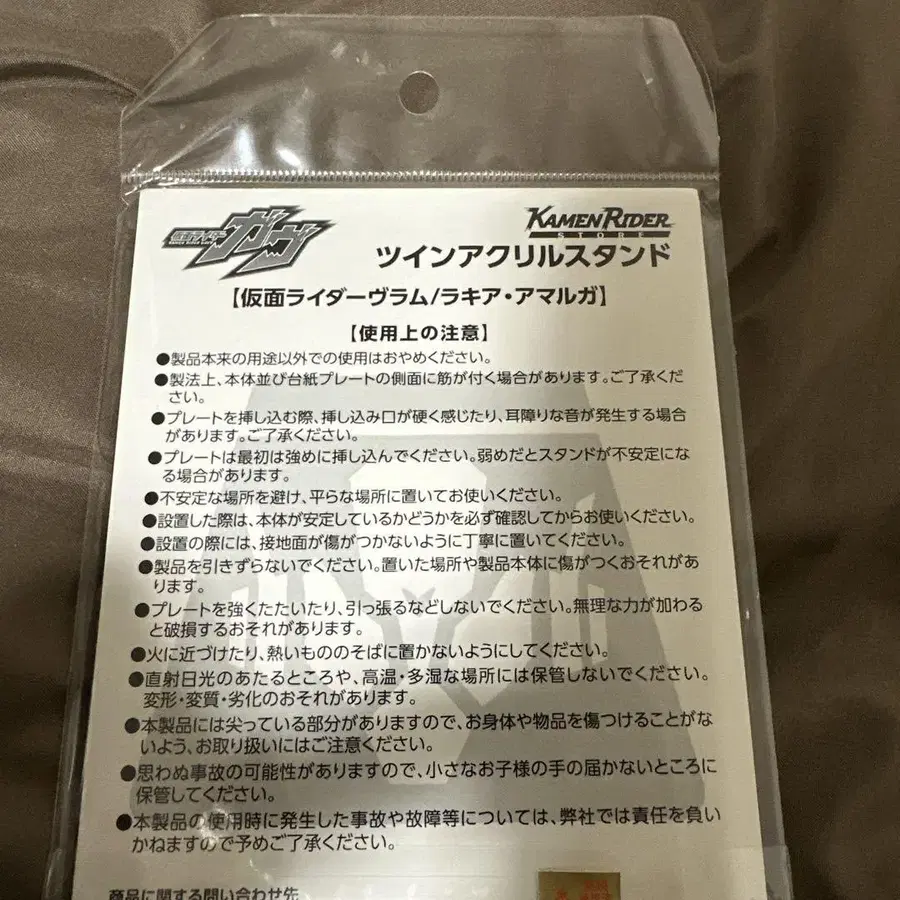 仮面ライダー
ガヴ
KAMEN RIDER
STORE
ツインアクリルスタンド
【仮面ライダーヴラム/ラキア・アマルガ】
【使用上の注意】
●製品本来の用途以外での使用はおやめください。
●製法上、本体並び台紙プレートの側面に筋が付く場合があります。ご了承くだ
さい。
●プレートを挿し込む際、挿し込み口が硬く感じたり、耳障りな音が発生する場合
があります。ご了承ください。
●プレートは最初は強めに挿し込んでください。弱めだとスタンドが不安定にな
る場合があります。
●不安定な場所を避け、平らな場所に置いてお使いください。
●設置した際は、本体が安定しているかどうかを必ず確認してからお使いください。
●設置の際には、接地面が傷がつかないように丁寧に置いてください。
●製品を引きずらないでください。置いた場所や製品本体に傷がつくおそれがあ
ります。
●プレートを強くたたいたり、引っ張るなどしないでください。無理な力が加わる
と破損するおそれがあります。
●火に近づけたり、熱いもののそばに置かないようにしてください。
●直射日光のあたるところや、高温・多湿な場所には保管しないでください。
変形・変質・劣化のおそれがあります。
●本製品には尖っている部分がありますので、お身体や物品を傷つけることがな
いよう、お取り扱いにはご注意ください。
●思わぬ事故の可能性がありますので、小さなお子様の手の届かないところに
保管してください。
●本製品の使用時に発生した事故や故障等については、弊社では責任を負い
かねますので予めご了承ください。
商品に関する問い合わせ先